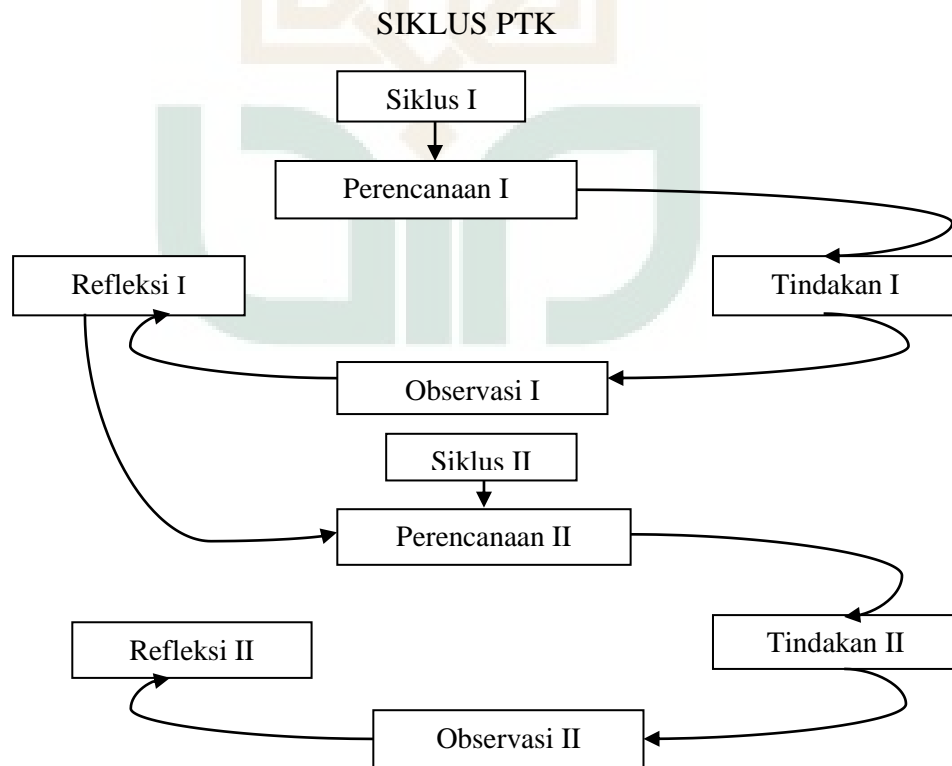 SIKLUS PTK
Siklus I
Perencanaan I
Refleksi I
Tindakan I
Observasi I
Siklus II
Perencanaan II
Refleksi II
Tindakan II
Observasi II